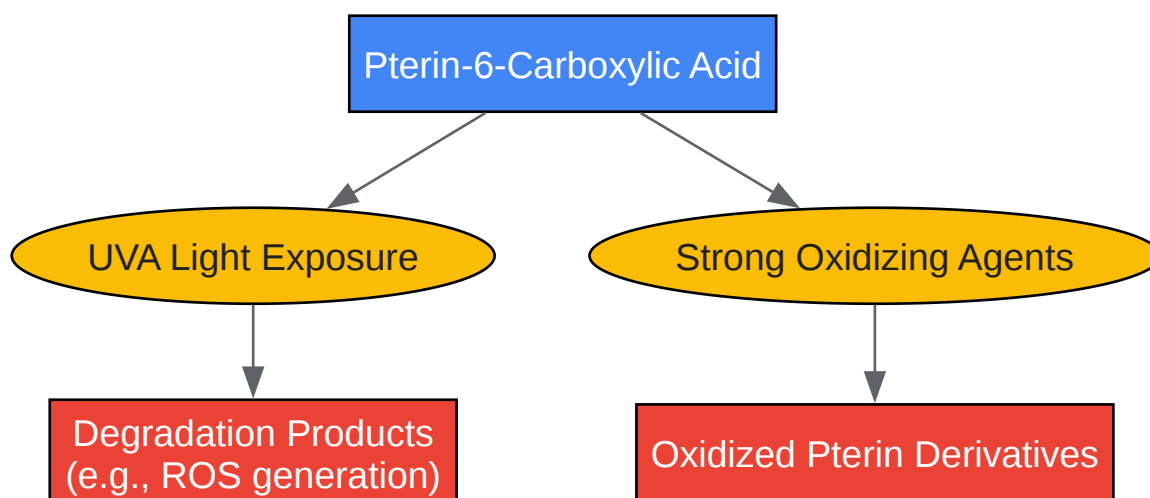 Pterin-6-Carboxylic Acid
UVA Light Exposure
Strong Oxidizing Agents
Degradation Products
(e.g., ROS generation)
Oxidized Pterin Derivatives